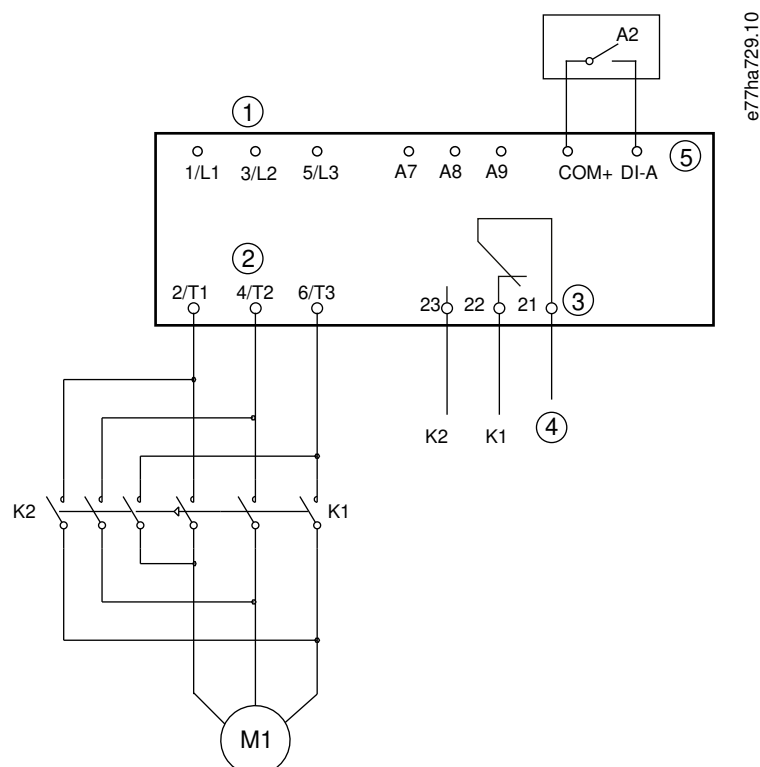 A2
e77ha729.10
1
5
1/L1 3/L2 5/L3 A7 A8 A9 COM+ DI-A
2
2/T1 4/T2 6/T3
23 22 21 3
K2 K1 4
K2 K1
M1